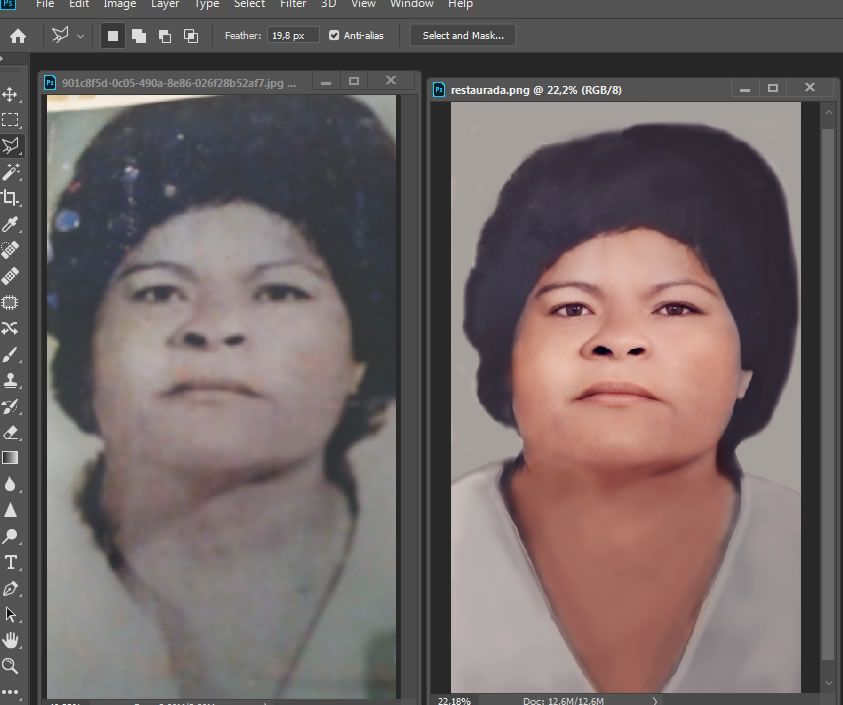 Ps File Edit Image Layer Type Select Filter 3D View Window Help
Feather: 19,8 px Anti-alias Select and Mask...
Ps 901c8f5d-0c05-490a-8e86-026f28b52af7.jpg ...
Ps restaurada.png @ 22,2% (RGB/8)
T
22,18% Doc: 12,6M/12,6M